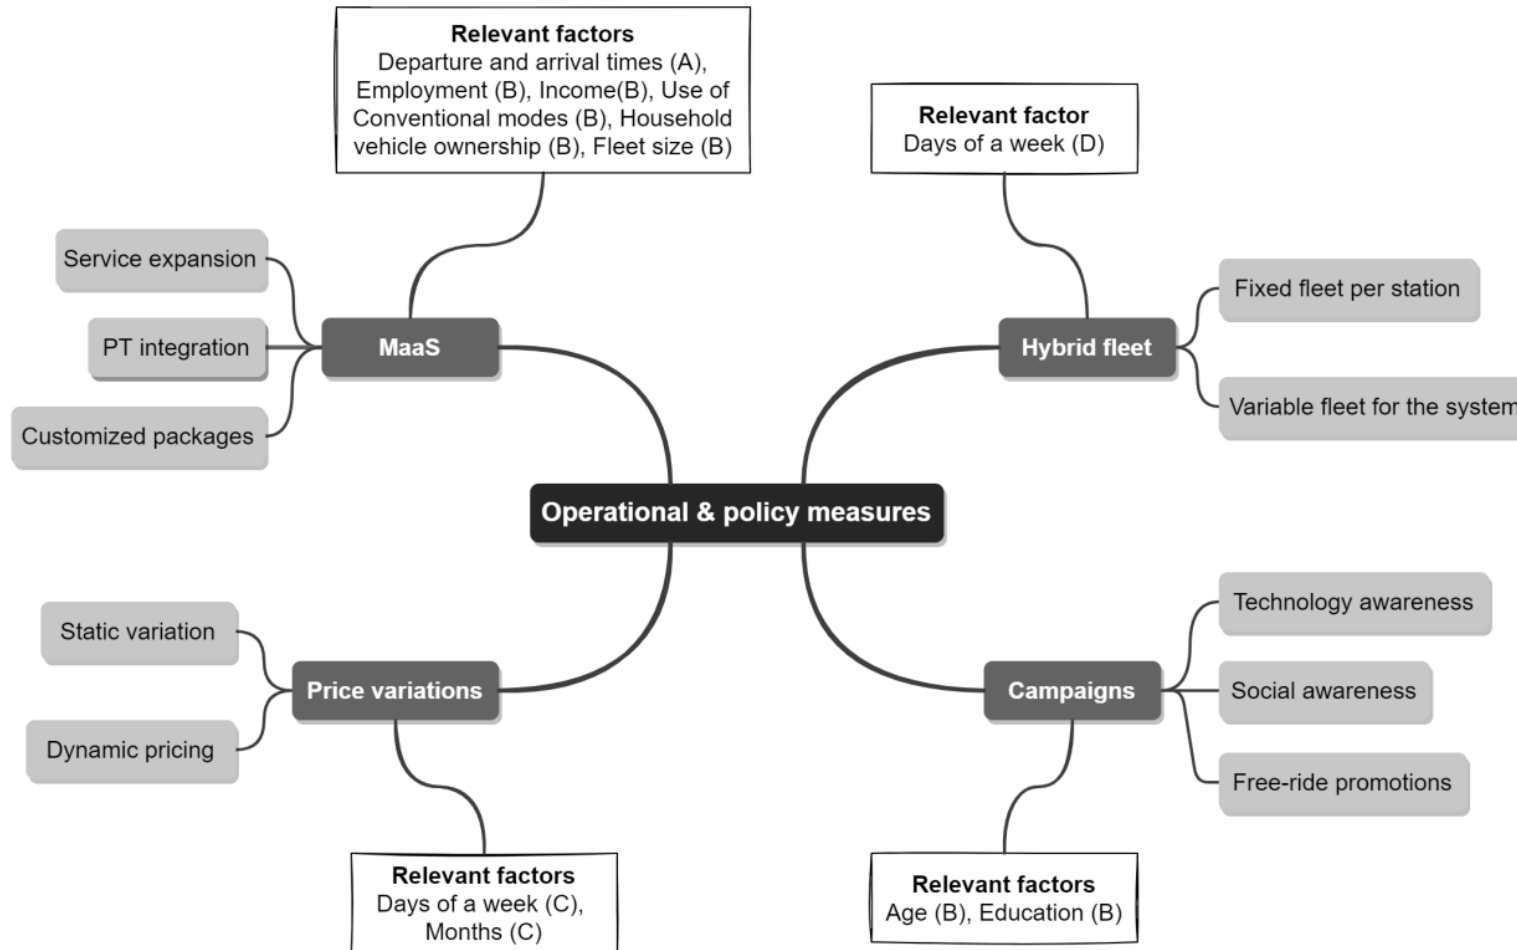 Relevant factors
Departure and arrival times (A),
Employment (B), Income(B), Use of
Conventional modes (B), Household
vehicle ownership (B), Fleet size (B)
Relevant factor
Days of a week (D)
Service expansion
PT integration
Customized packages
MaaS
Hybrid fleet
Fixed fleet per station
Variable fleet for the system
Operational & policy measures
Static variation
Dynamic pricing
Price variations
Campaigns
Technology awareness
Social awareness
Free-ride promotions
Relevant factors
Days of a week (C),
Months (C)
Relevant factors
Age (B), Education (B)